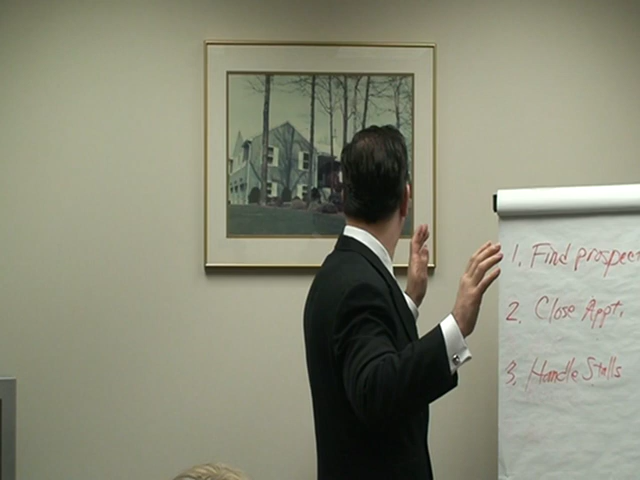 1. Find prospect
2. Close Appt.
3. Handle Stalls